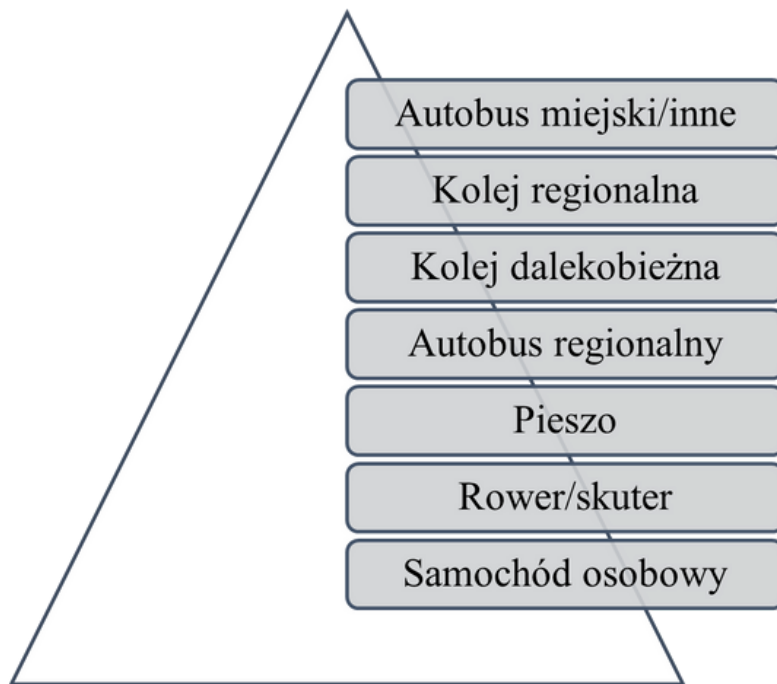 Autobus miejski/inne
Kolej regionalna
Kolej dalekobieżna
Autobus regionalny
Pieszo
Rower/skuter
Samochód osobowy